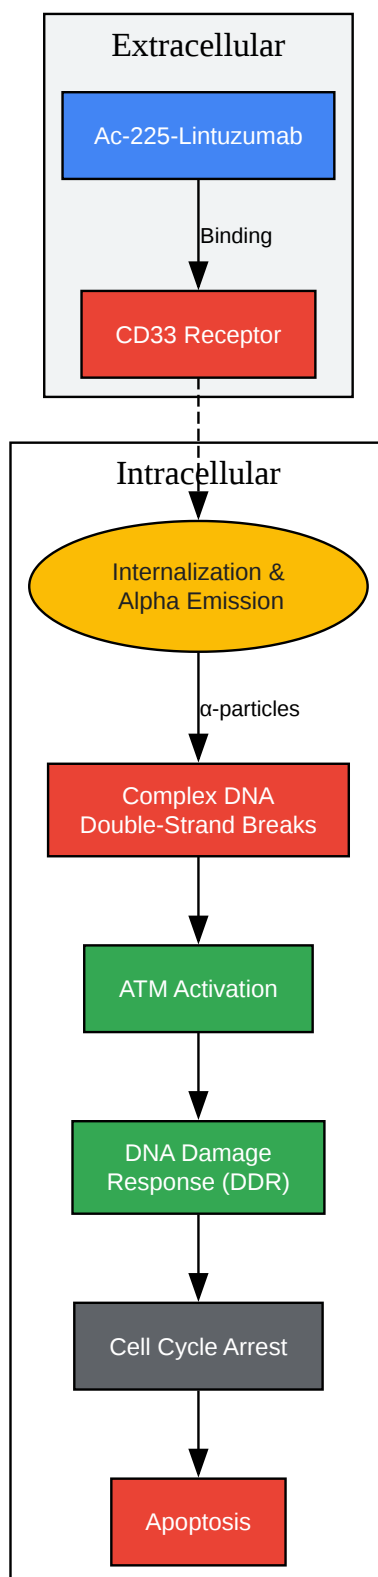 Extracellular
Ac-225-Lintuzumab
Binding
CD33 Receptor
Intracellular
Internalization &
Alpha Emission
α-particles
Complex DNA
Double-Strand Breaks
ATM Activation
DNA Damage
Response (DDR)
Cell Cycle Arrest
Apoptosis